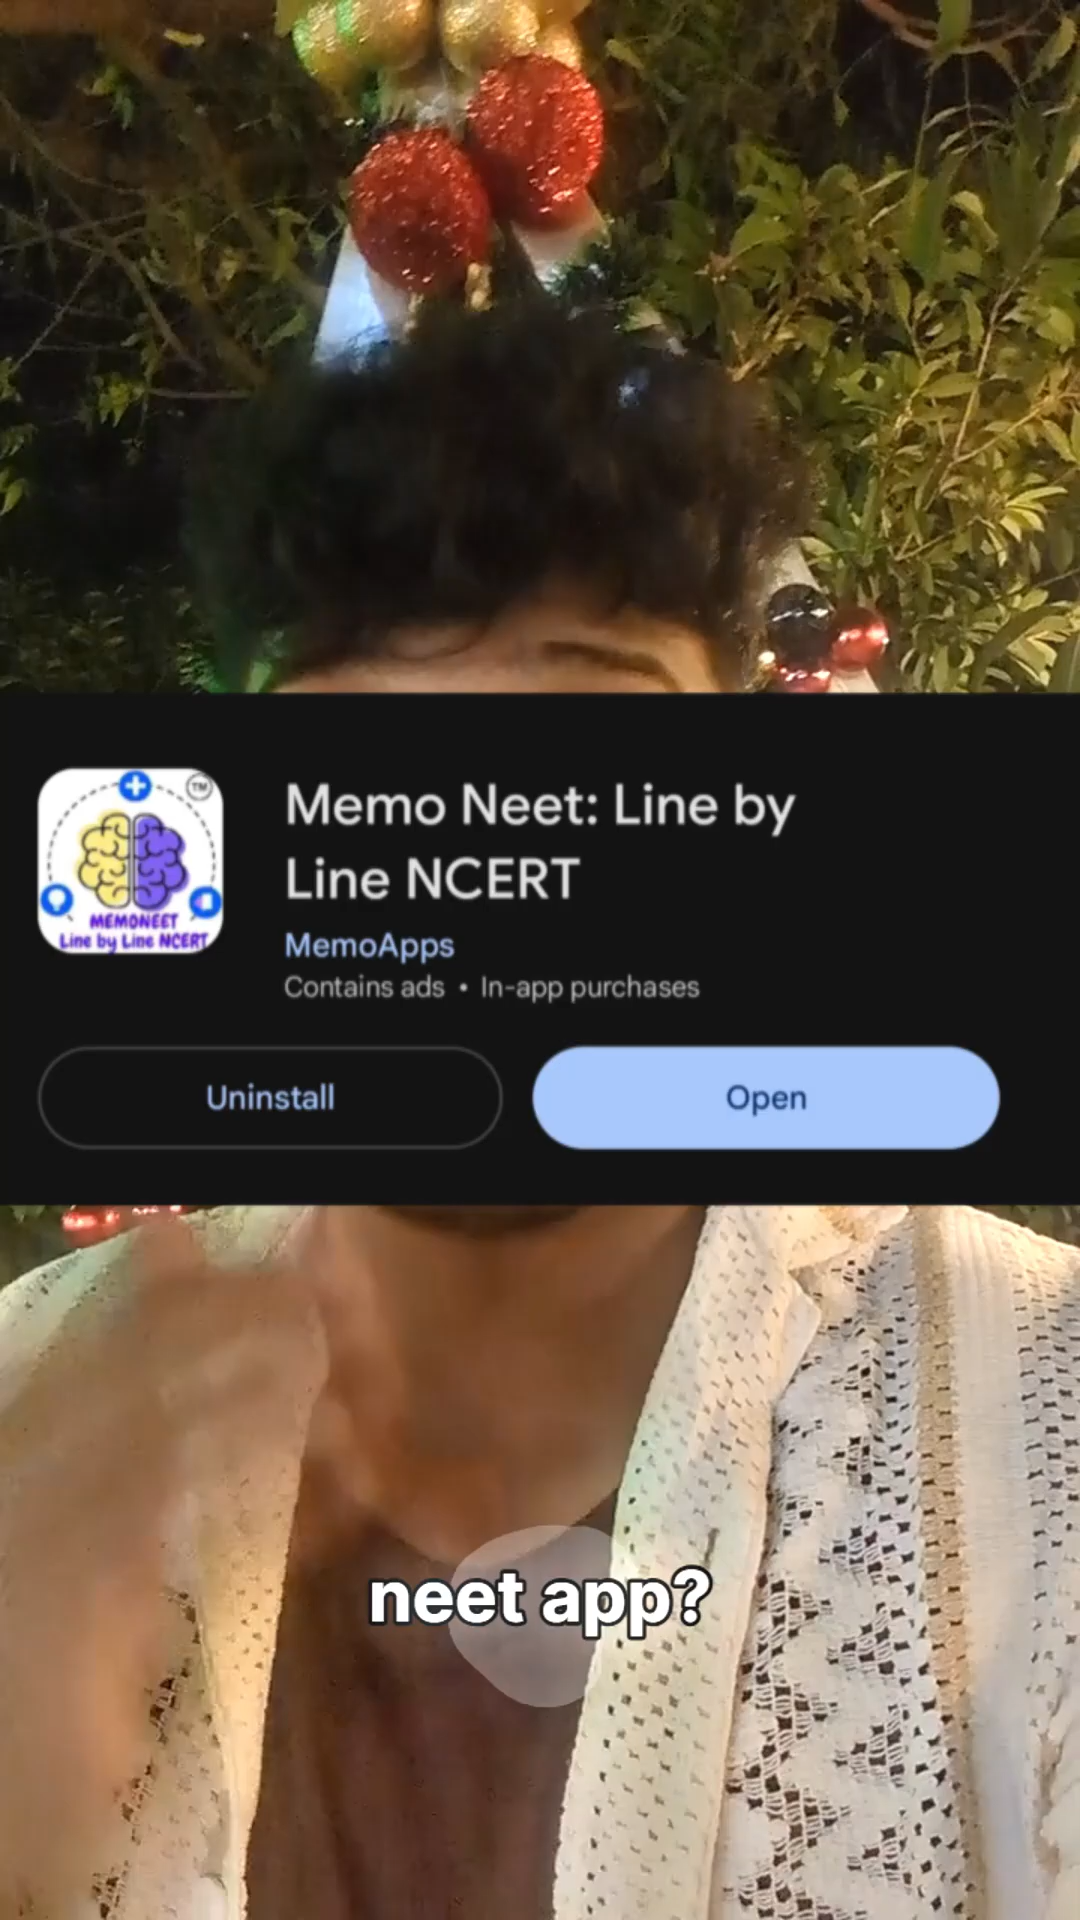 TM
MEMONEET
Line by Line NCERT
Memo Neet: Line by
Line NCERT
MemoApps
Contains ads • In-app purchases
Uninstall
Open
neet app?